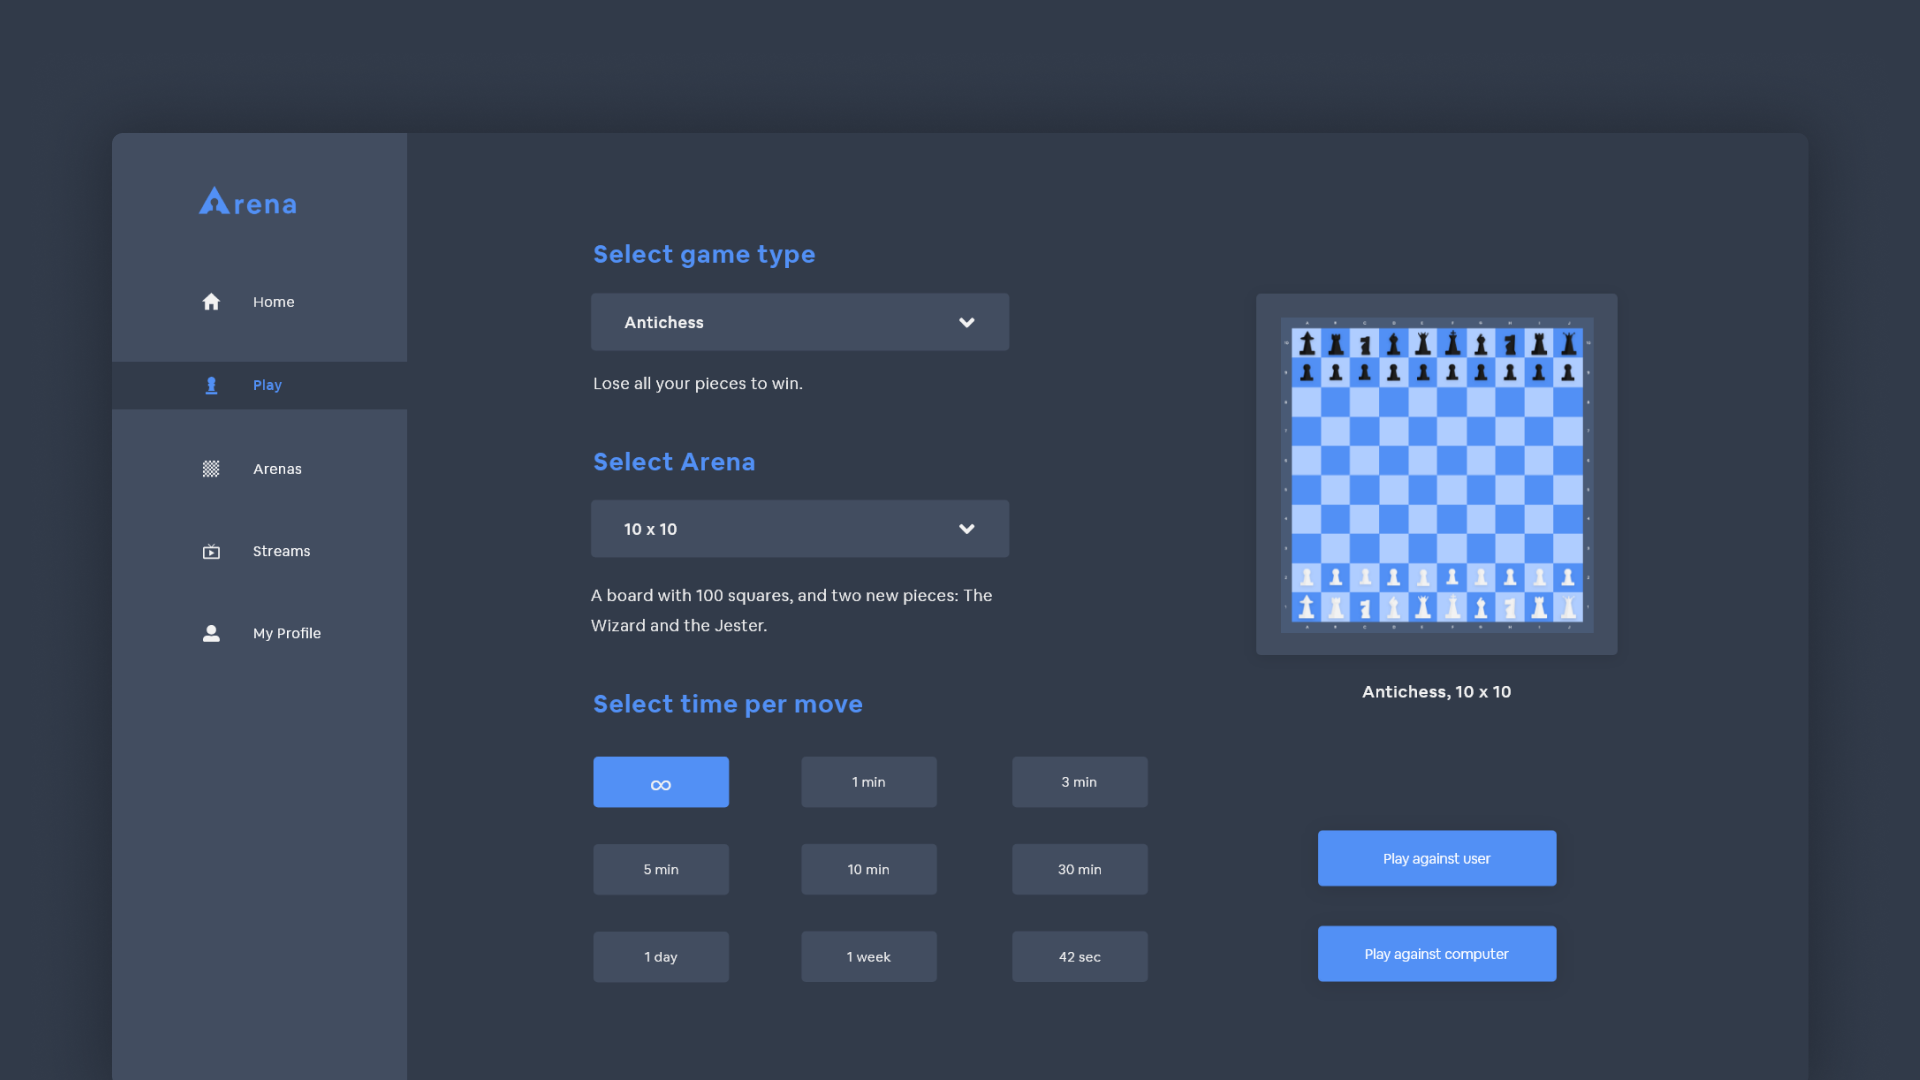 Arena
Home
Play
Arenas
Streams
My Profile
Select game type
Antichess
Lose all your pieces to win.
Select Arena
10 x 10
A board with 100 squares, and two new pieces: The
Wizard and the Jester.
Select time per move
∞
1 min
3 min
5 min
10 min
30 min
1 day
1 week
42 sec
Antichess, 10 x 10
Play against user
Play against computer